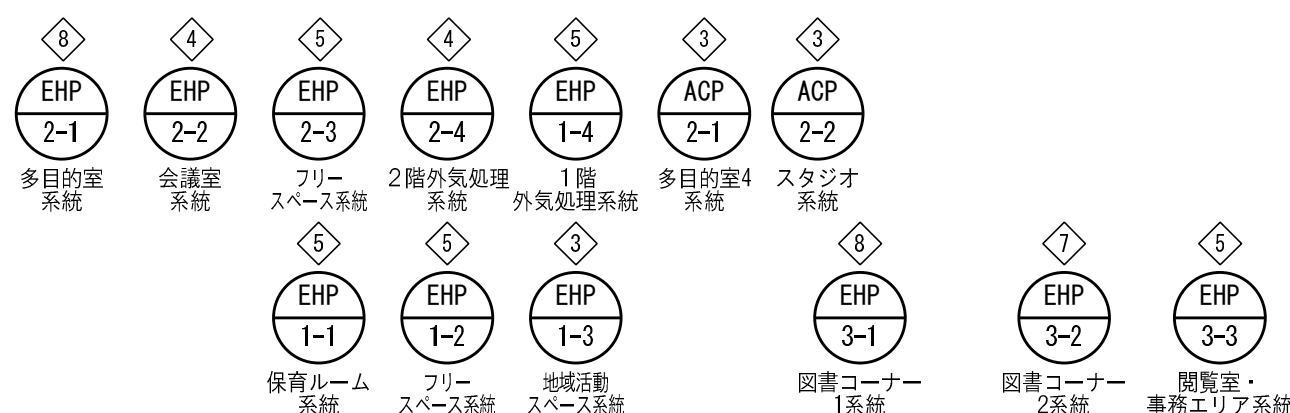 8 4 5 4 5 3 3
EHP EHP EHP EHP EHP ACP ACP
2-1 2-2 2-3 2-4 1-4 2-1 2-2
多目的室 会議室 フリー 2階外気処理 1階 多目的室4 スタジオ
系統 系統 スペース系統 系統 外気処理系統 系統 系統
5 5 3 8 7 5
EHP EHP EHP EHP EHP EHP
1-1 1-2 1-3 3-1 3-2 3-3
保育ルーム フリー 地域活動 図書コーナー 図書コーナー 閲覧室・
系統 スペース系統 スペース系統 1系統 2系統 事務エリア系統